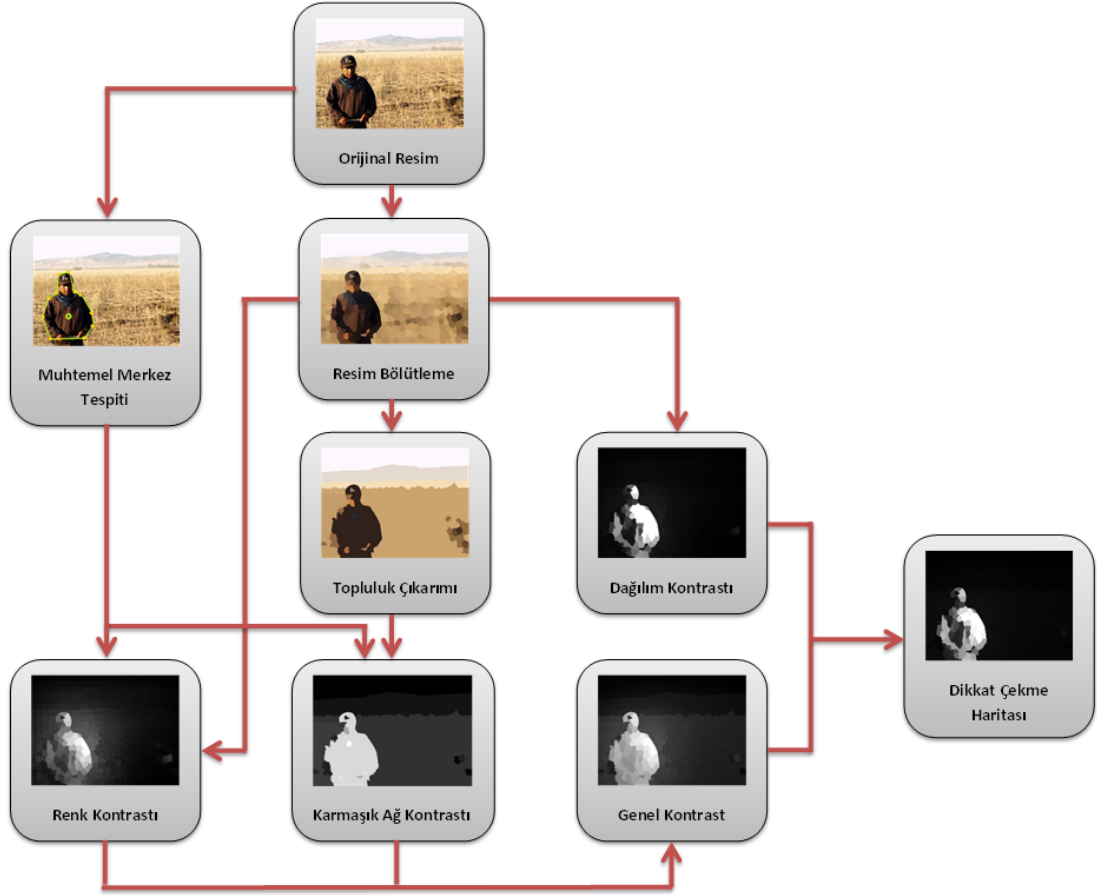 Orijinal Resim
Muhtemel Merkez
Tespiti
Resim Bölütleme
Topluluk Çıkarımı
Dağılım Kontrastı
Dikkat Çekme
Haritası
Renk Kontrastı
Karmaşık Ağ Kontrastı
Genel Kontrast